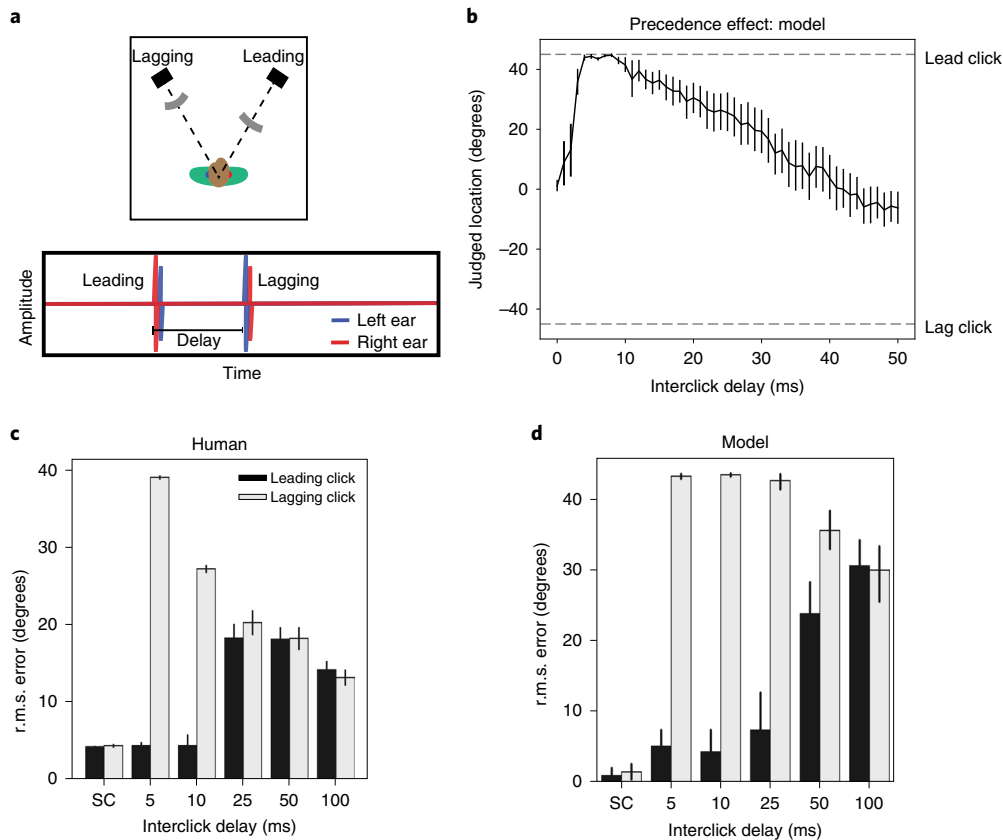 a
Lagging
Leading
Amplitude
Leading
Lagging
Delay
Left ear
Right ear
Time
b
Precedence effect: model
Judged location (degrees)
40
20
0
−20
−40
Lead click
Lag click
0
10
20
30
40
50
Interclick delay (ms)
c
Human
r.m.s. error (degrees)
40
30
20
10
0
Leading click
Lagging click
SC
5
10
25
50
100
Interclick delay (ms)
d
Model
r.m.s. error (degrees)
40
30
20
10
0
SC
5
10
25
50
100
Interclick delay (ms)